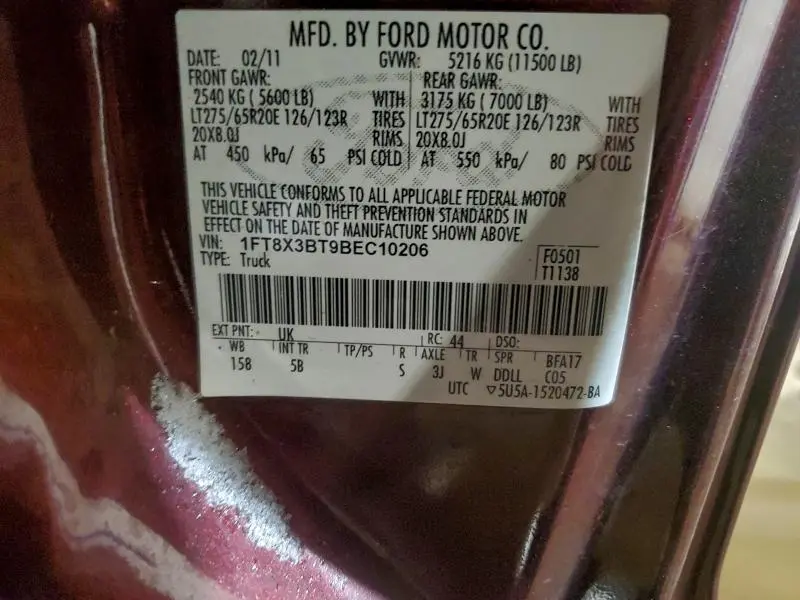 MFD. BY FORD MOTOR CO.
DATE: 02/11 GVWR: 5216 KG (11500 LB)
FRONT GAWR: REAR GAWR:
2540 KG ( 5600 LB) WITH 3175 KG ( 7000 LB) WITH
LT275/65R20E 126/123R TIRES LT275/65R20E 126/123R TIRES
20X8.0J RIMS 20X8.0J RIMS
AT 450 kPa/ 65 PSI COLD AT 550 kPa/ 80 PSI COLD
THIS VEHICLE CONFORMS TO ALL APPLICABLE FEDERAL MOTOR
VEHICLE SAFETY AND THEFT PREVENTION STANDARDS IN
EFFECT ON THE DATE OF MANUFACTURE SHOWN ABOVE.
VIN: 1FT8X3BT9BEC10206 F0501
TYPE: Truck T1138
EXT PNT: UK RC: 44 DSO:
WB INT TR TP/PS R AXLE TR SPR BFA17
158 5B S 3J W DDLL C05
UTC ▽5U5A-1520472-BA